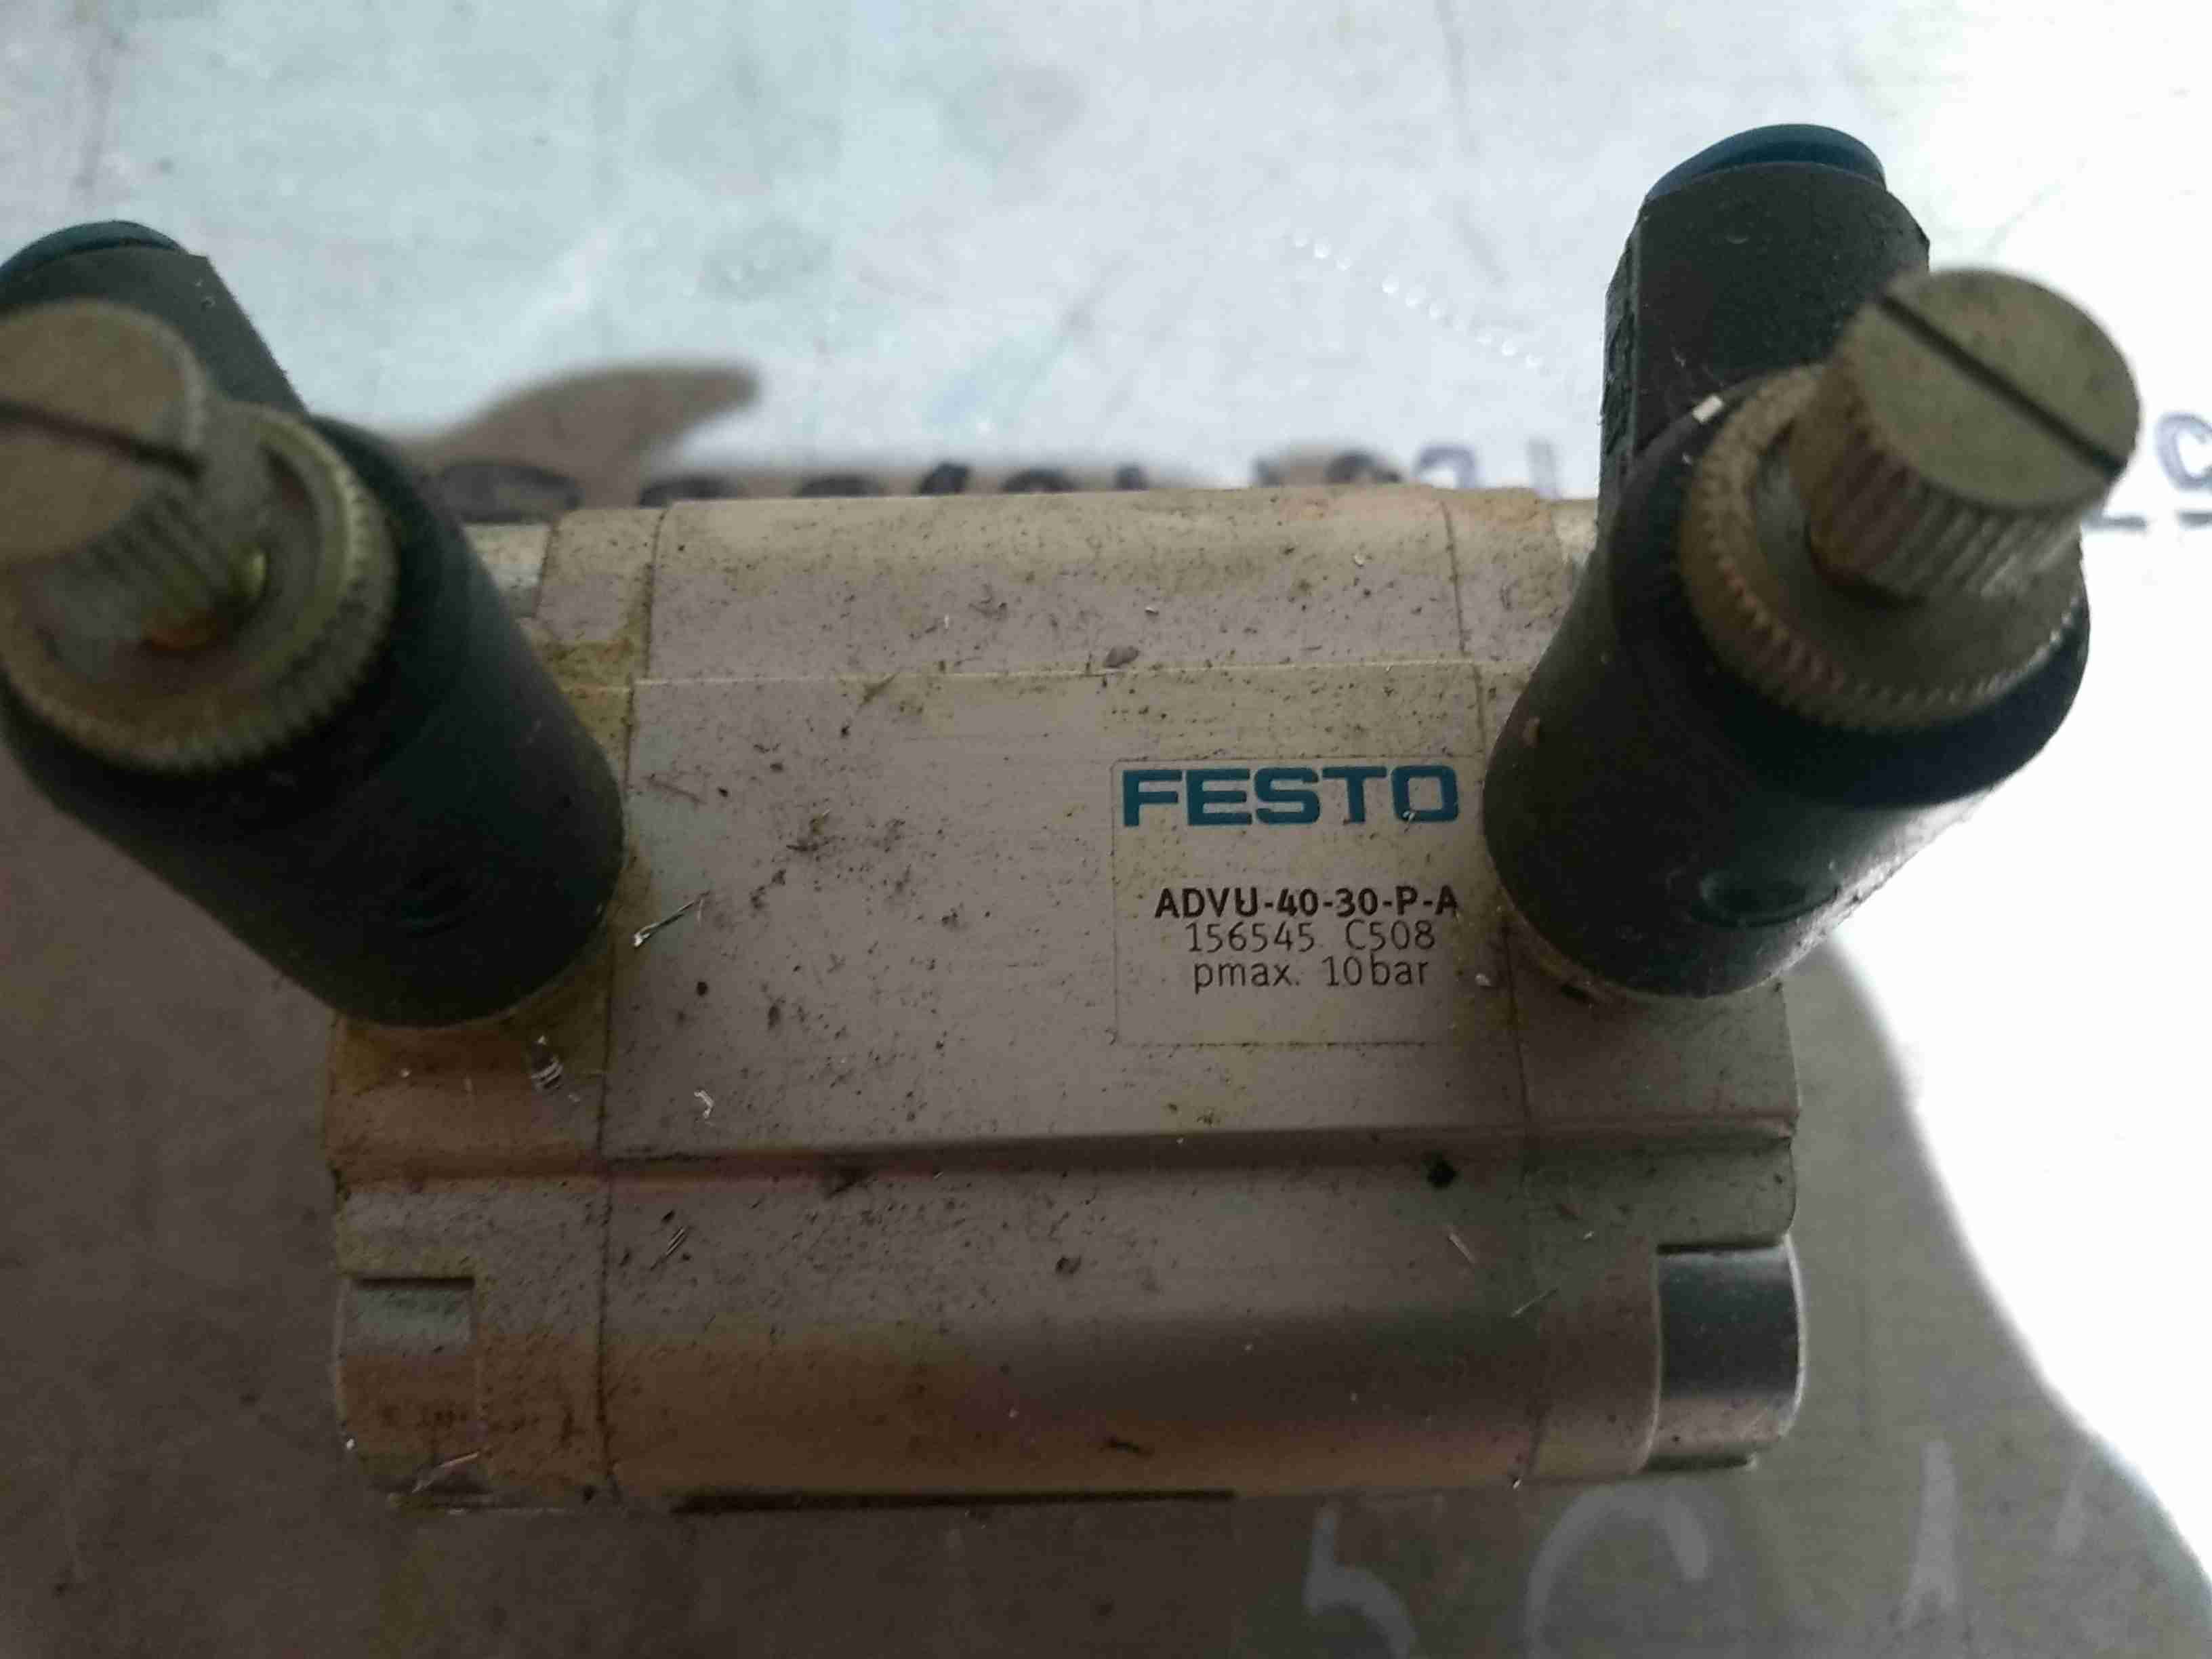 FESTO
ADVU-40-30-P-A
156545 C508
pmax. 10bar